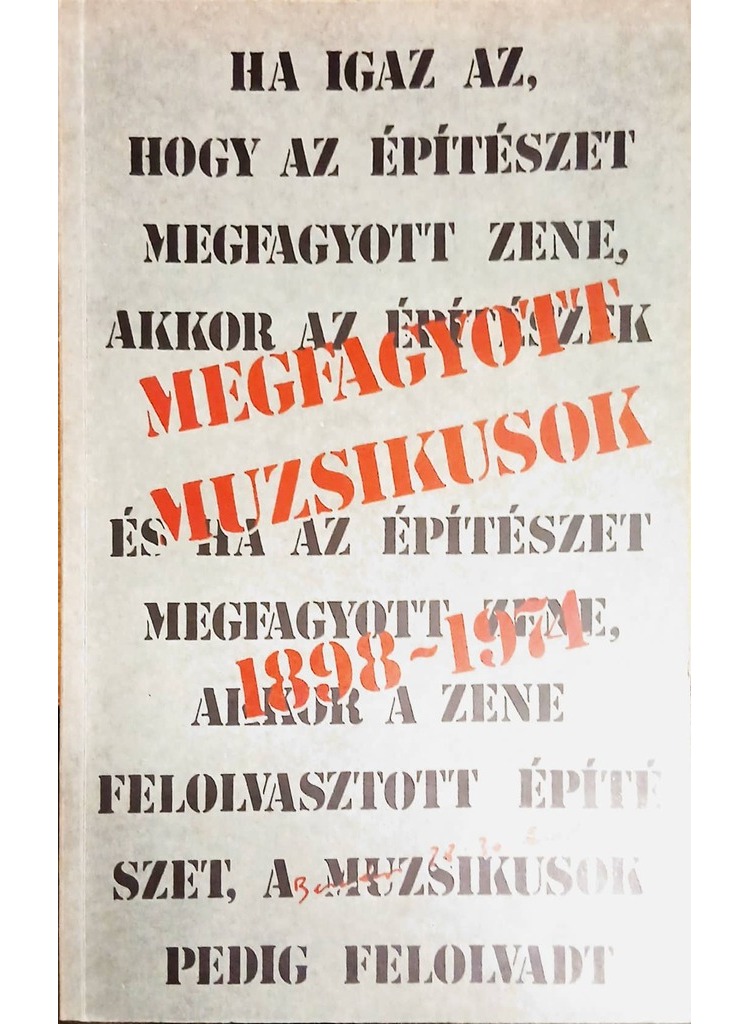 HA IGAZ AZ,
HOGY AZ ÉPÍTÉSZET
MEGFAGYOTT ZENE,
AKKOR AZ ÉPÍTÉSZEK
MEGFAGYOTT
MUZSIKUSOK
ÉS HA AZ ÉPÍTÉSZET
MEGFAGYOTT ZENE,
1898-1974
AKKOR A ZENE
FELOLVASZTOTT ÉPÍTÉ
SZET, A MUZSIKUSOK
PEDIG FELOLVADT